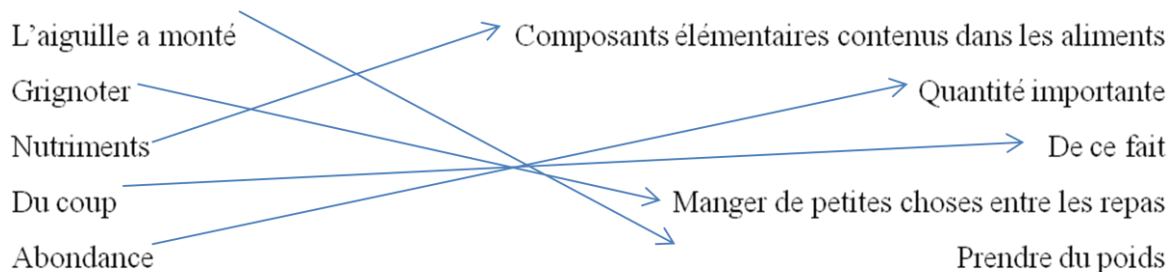 L’aiguille a monté Composants élémentaires contenus dans les aliments
Grignoter Quantité importante
Nutriments De ce fait
Du coup Manger de petites choses entre les repas
Abondance Prendre du poids